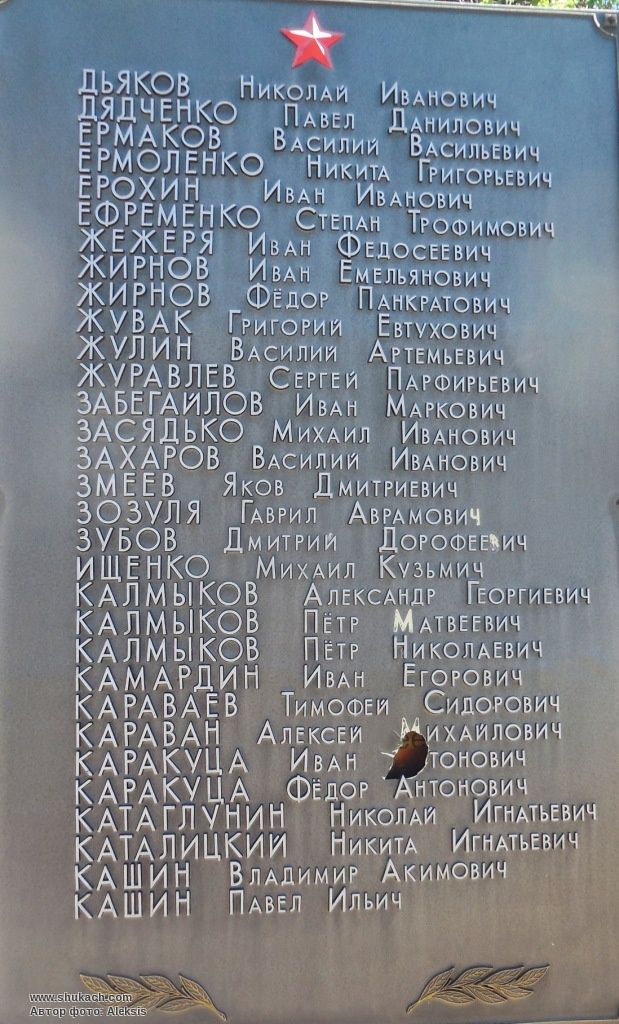 ДЬЯКОВ Николай Иванович
ДЯДЧЕНКО Павел Данилович
ЕРМАКОВ Василий Васильевич
ЕРМОЛЕНКО Никита Григорьевич
ЕРОХИН Иван Иванович
ЕФРЕМЕНКО Степан Трофимович
ЖЕЖЕРЯ Иван Федосеевич
ЖИРНОВ Иван Емельянович
ЖИРНОВ Фёдор Панкратович
ЖУВАК Григорий Евтухович
ЖУЛИН Василий Артемьевич
ЖУРАВЛЕВ Сергей Парфирьевич
ЗАБЕГАЙЛОВ Иван Маркович
ЗАСЯДЬКО Михаил Иванович
ЗАХАРОВ Василий Иванович
ЗМЕЕВ Яков Дмитриевич
ЗОЗУЛЯ Гаврил Аврамович
ЗУБОВ Дмитрий Дорофеевич
ИЩЕНКО Михаил Кузьмич
КАЛМЫКОВ Александр Георгиевич
КАЛМЫКОВ Пётр Матвеевич
КАЛМЫКОВ Пётр Николаевич
КАМАРДИН Иван Егорович
КАРАВАЕВ Тимофей Сидорович
КАРАВАН Алексей ихайлович
КАРАКУЦА Иван тонович
КАРАКУЦА Фёдор Антонович
КАТАГЛУНИН Николай Игнатьевич
КАТАЛИЦКИЙ Никита Игнатьевич
КАШИН Владимир Акимович
КАШИН Павел Ильич
www.shukach.com
Автор фото: Aleksis